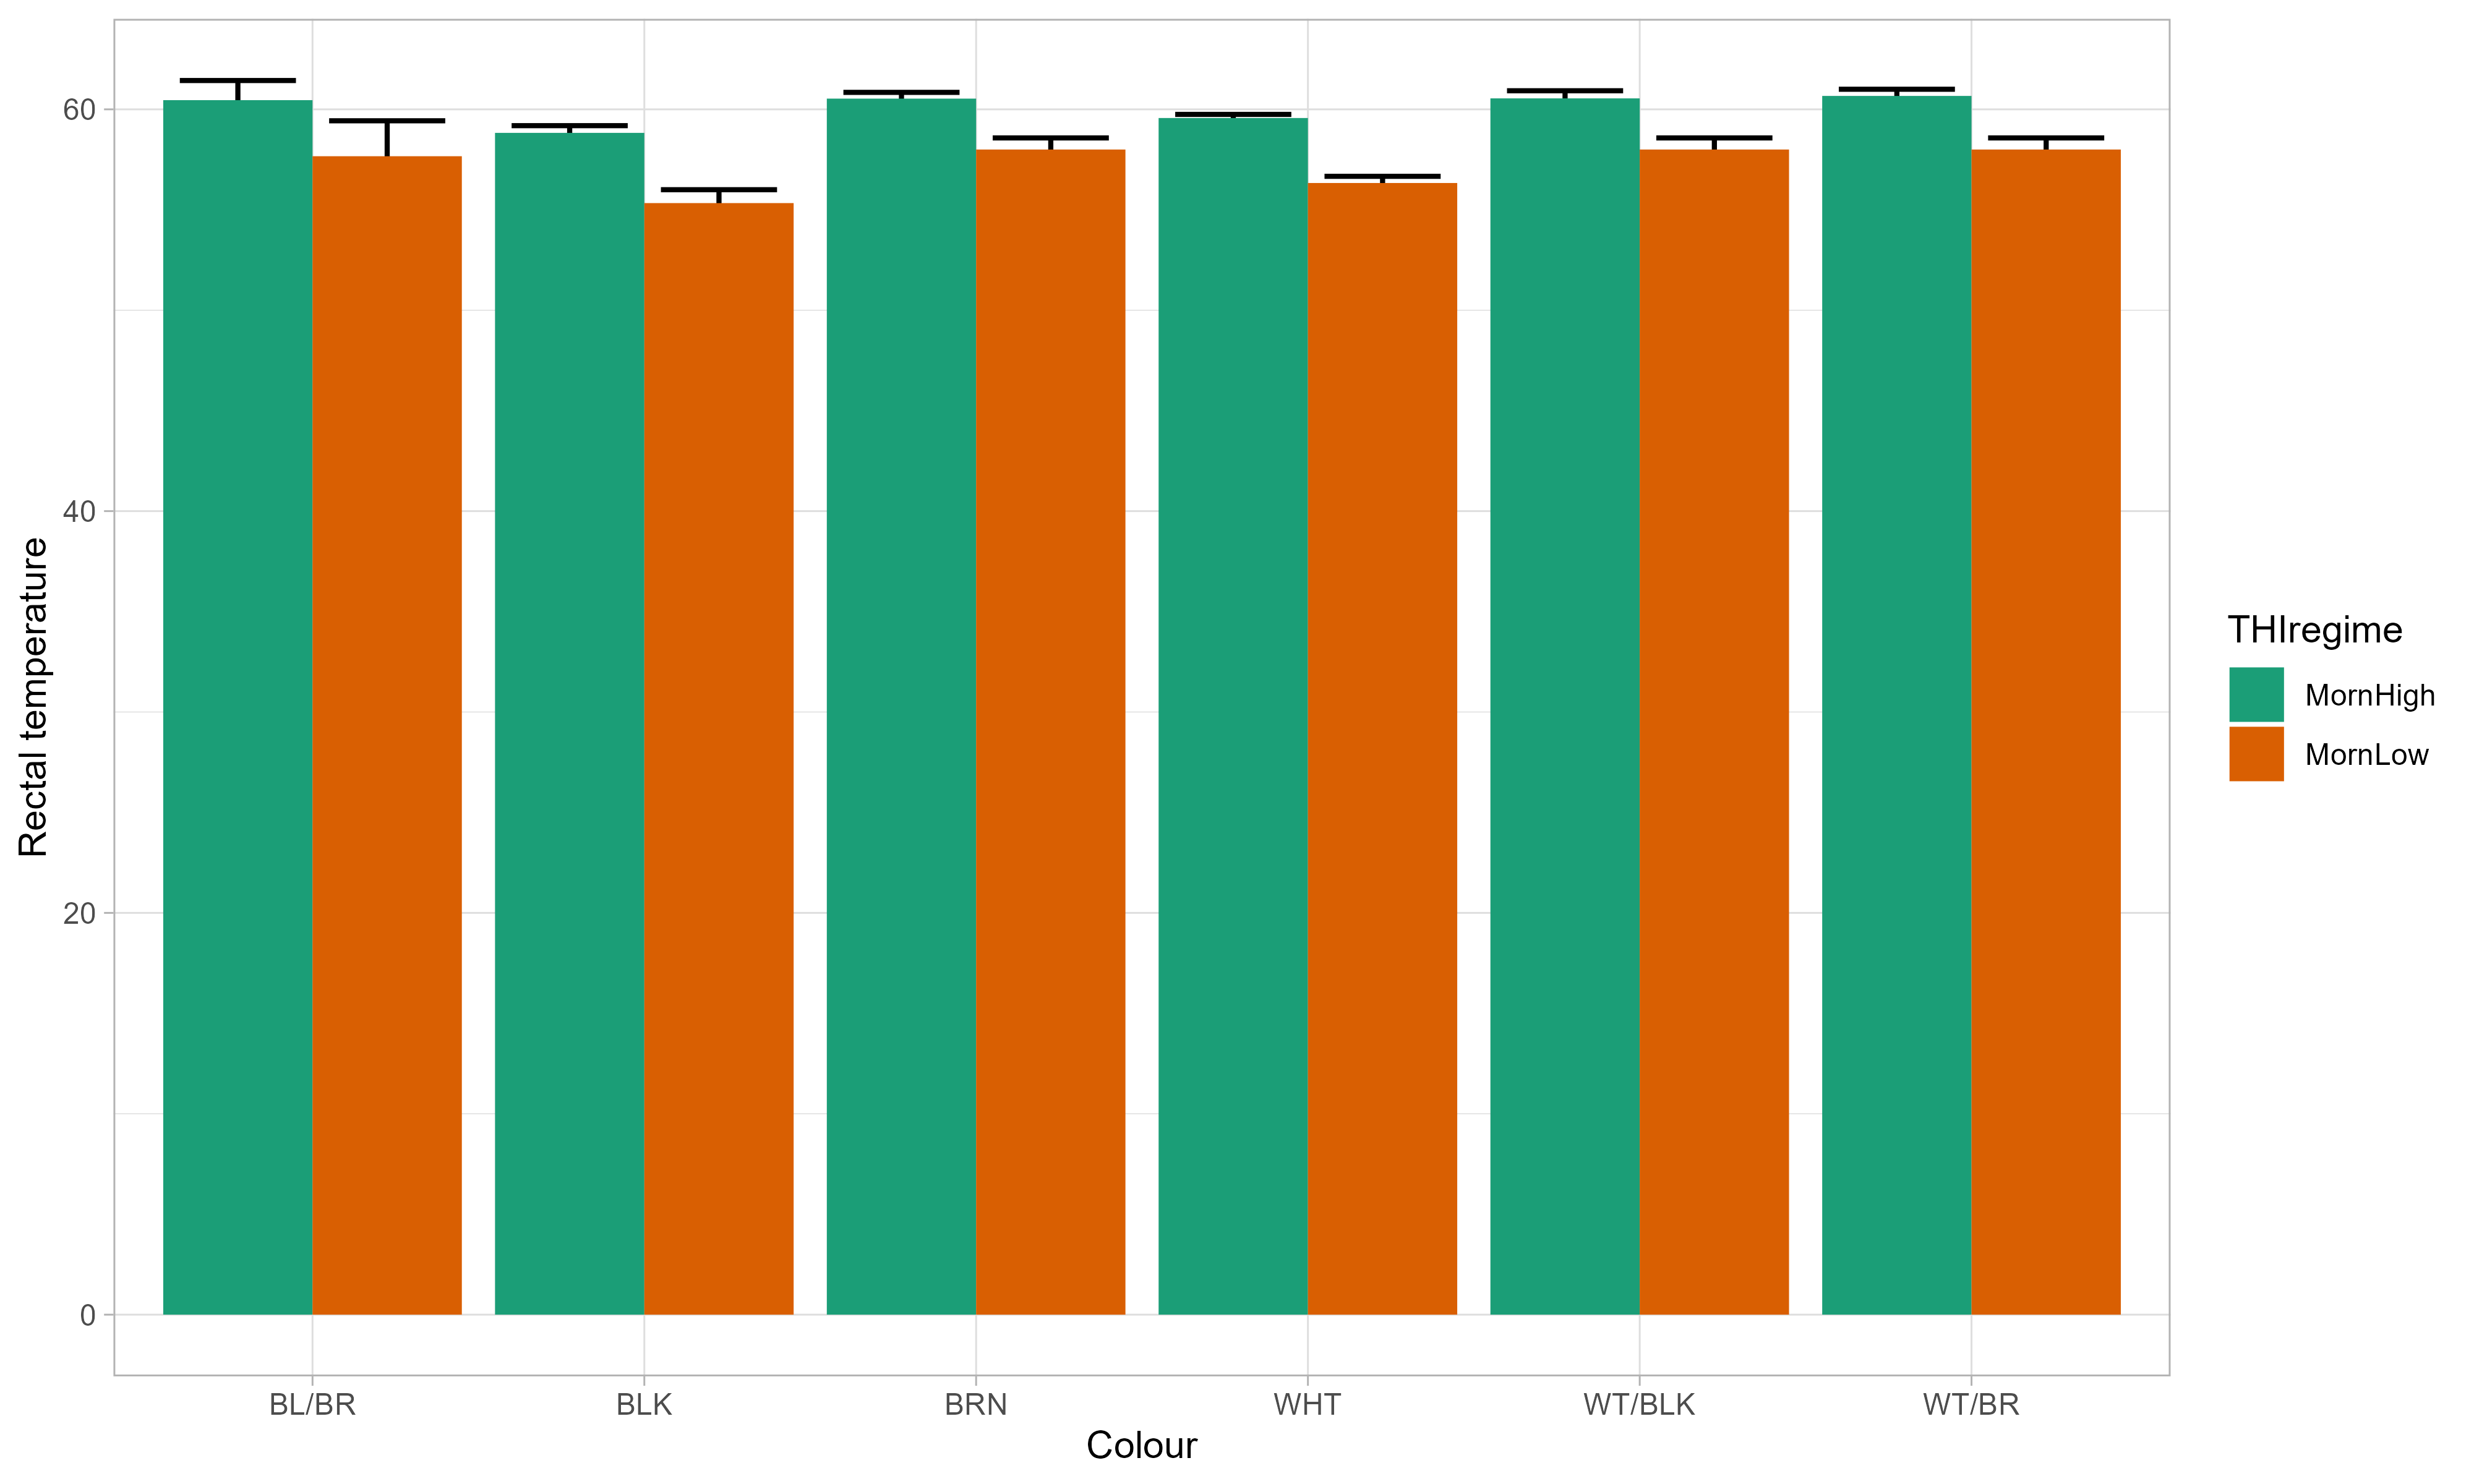 Rectal temperature
60
40
20
0
BL/BR BLK BRN WHT WT/BLK WT/BR
Colour
THIregime
MornHigh
MornLow